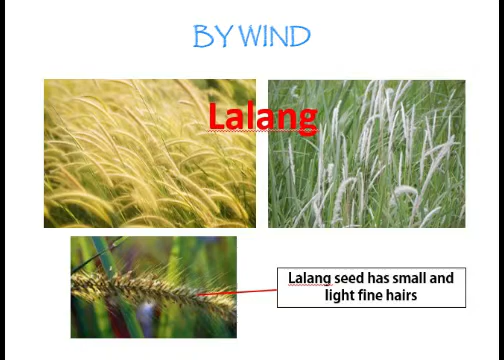 BY WIND
Lalang
Lalang seed has small and
light fine hairs